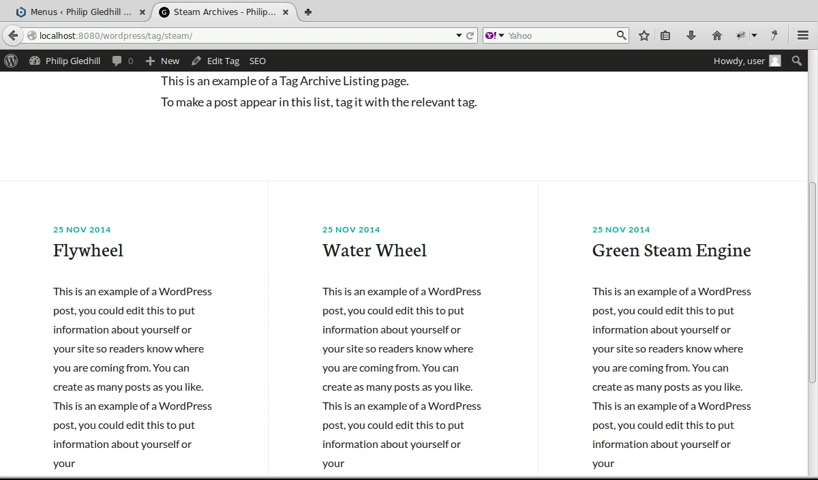 Menus ‹ Philip Gledhill ...
Steam Archives - Philip...
localhost:8080/wordpress/tag/steam/
Y!
Yahoo
Philip Gledhill
0
New
Edit Tag
SEO
Howdy, user
This is an example of a Tag Archive Listing page.
To make a post appear in this list, tag it with the relevant tag.
25 NOV 2014
Flywheel
This is an example of a WordPress
post, you could edit this to put
information about yourself or
your site so readers know where
you are coming from. You can
create as many posts as you like.
This is an example of a WordPress
post, you could edit this to put
information about yourself or
your
25 NOV 2014
Water Wheel
This is an example of a WordPress
post, you could edit this to put
information about yourself or
your site so readers know where
you are coming from. You can
create as many posts as you like.
This is an example of a WordPress
post, you could edit this to put
information about yourself or
your
25 NOV 2014
Green Steam Engine
This is an example of a WordPress
post, you could edit this to put
information about yourself or
your site so readers know where
you are coming from. You can
create as many posts as you like.
This is an example of a WordPress
post, you could edit this to put
information about yourself or
your